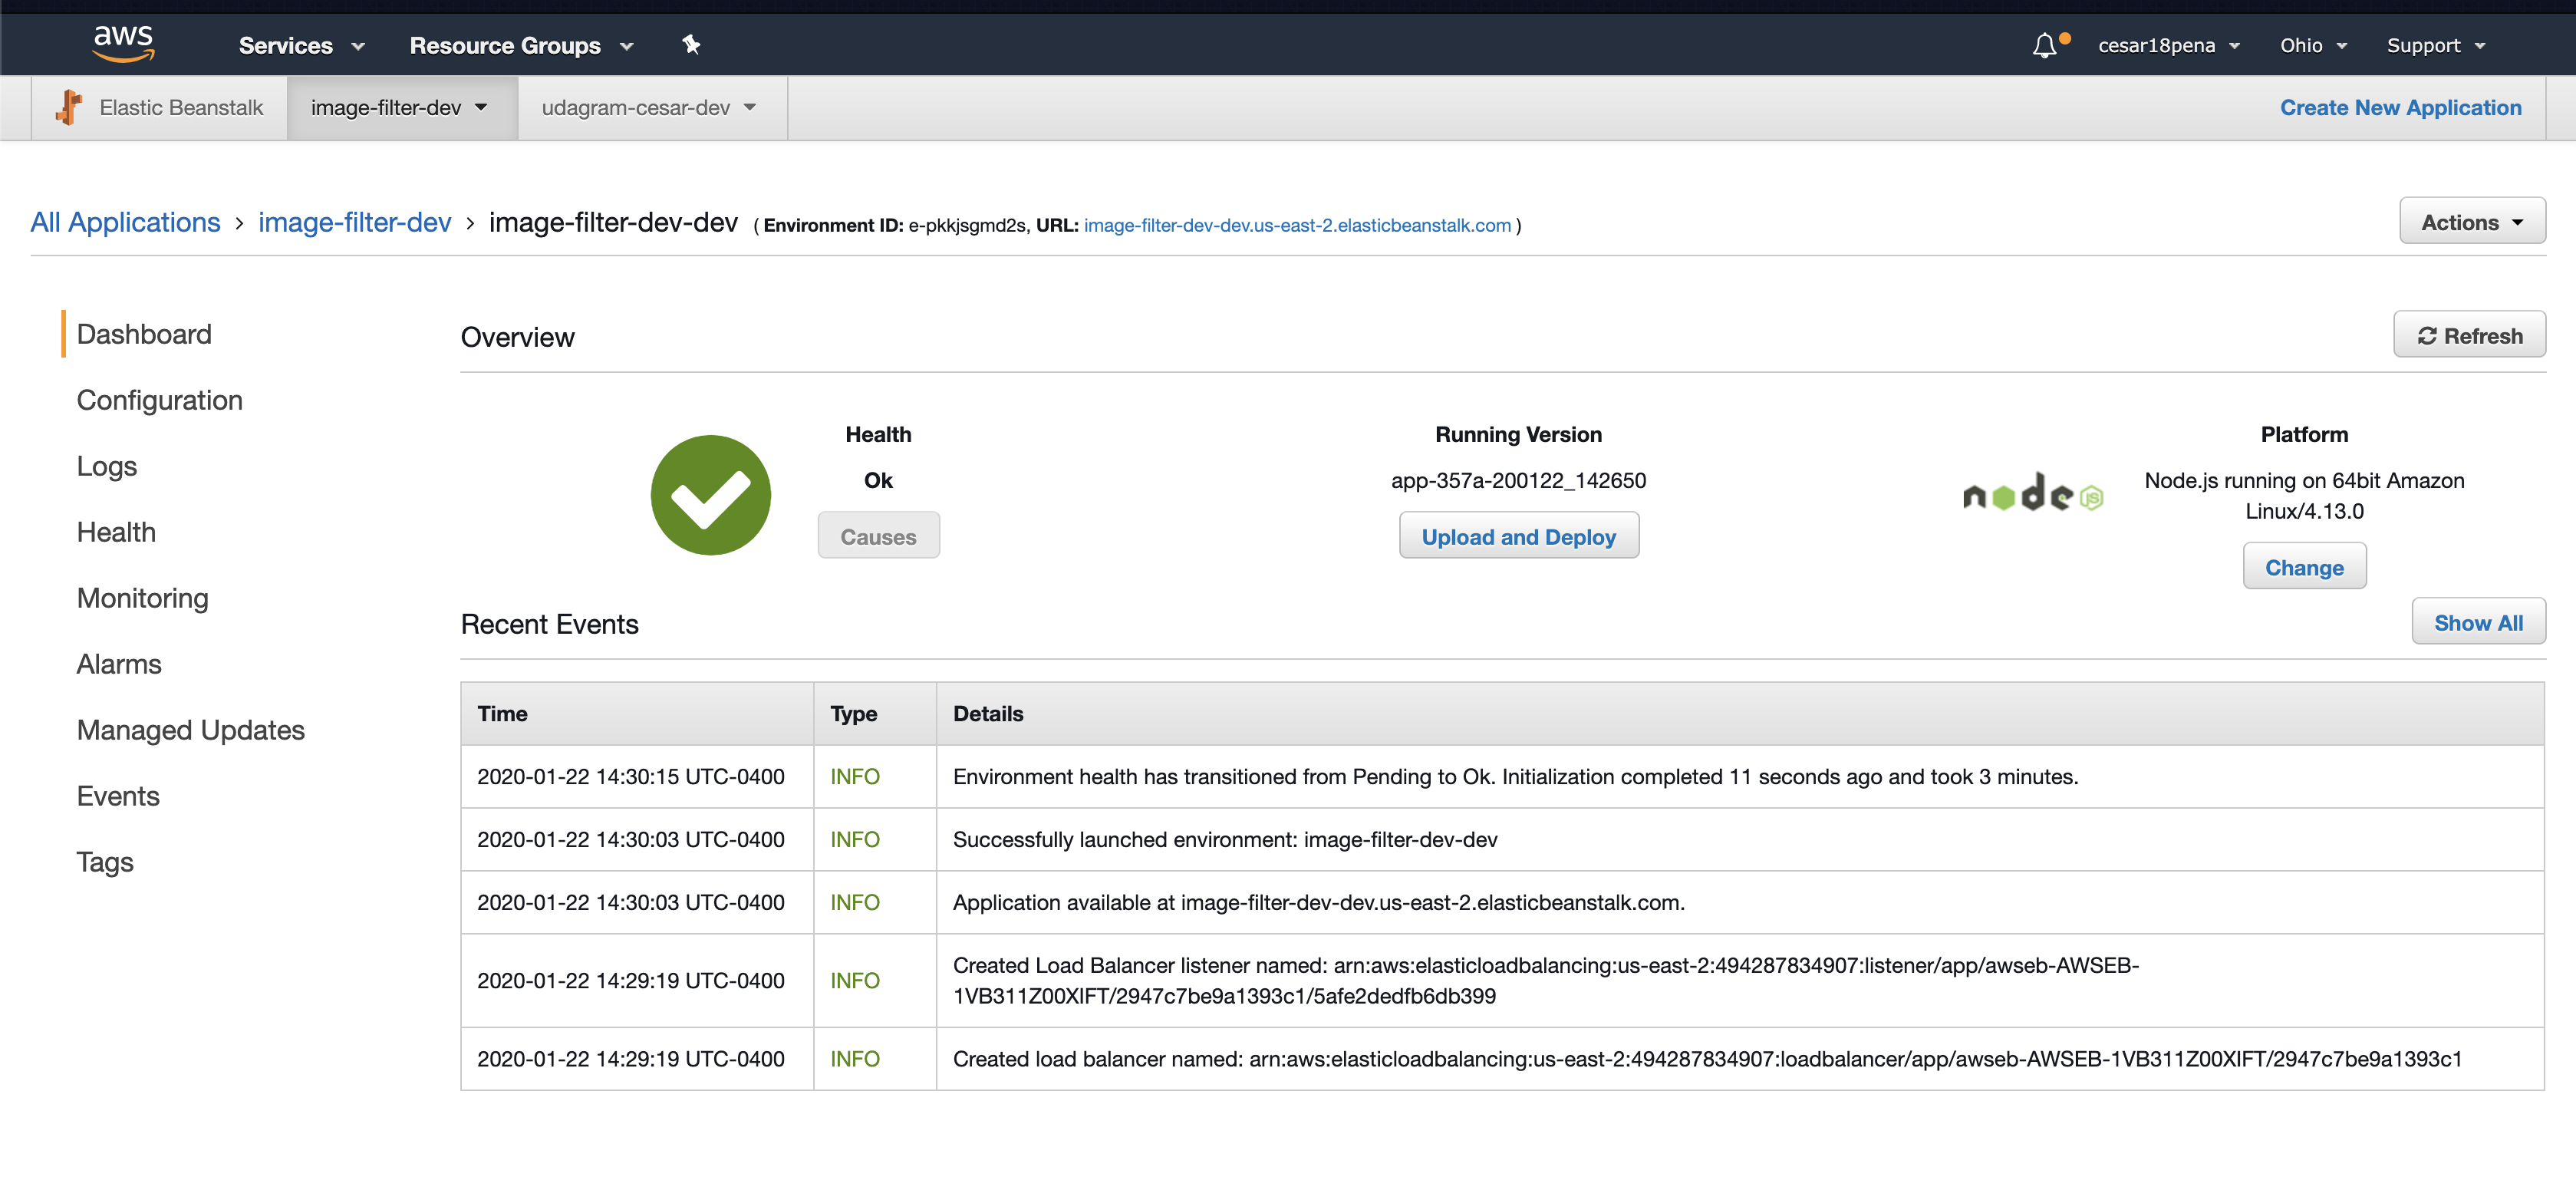 aws Services Resource Groups cesar18pena Ohio Support
Elastic Beanstalk image-filter-dev udagram-cesar-dev Create New Application
All Applications › image-filter-dev › image-filter-dev-dev ( Environment ID: e-pkkjsgmd2s, URL: image-filter-dev-dev.us-east-2.elasticbeanstalk.com )
Actions
Dashboard
Configuration
Logs
Health
Monitoring
Alarms
Managed Updates
Events
Tags
Overview
Refresh
Health
Ok
Causes
Running Version
app-357a-200122_142650
Upload and Deploy
node JS
Platform
Node.js running on 64bit Amazon
Linux/4.13.0
Change
Recent Events
Show All
Time Type Details
2020-01-22 14:30:15 UTC-0400 INFO Environment health has transitioned from Pending to Ok. Initialization completed 11 seconds ago and took 3 minutes.
2020-01-22 14:30:03 UTC-0400 INFO Successfully launched environment: image-filter-dev-dev
2020-01-22 14:30:03 UTC-0400 INFO Application available at image-filter-dev-dev.us-east-2.elasticbeanstalk.com.
2020-01-22 14:29:19 UTC-0400 INFO Created Load Balancer listener named: arn:aws:elasticloadbalancing:us-east-2:494287834907:listener/app/awseb-AWSEB-
1VB311Z00XIFT/2947c7be9a1393c1/5afe2dedfb6db399
2020-01-22 14:29:19 UTC-0400 INFO Created load balancer named: arn:aws:elasticloadbalancing:us-east-2:494287834907:loadbalancer/app/awseb-AWSEB-1VB311Z00XIFT/2947c7be9a1393c1